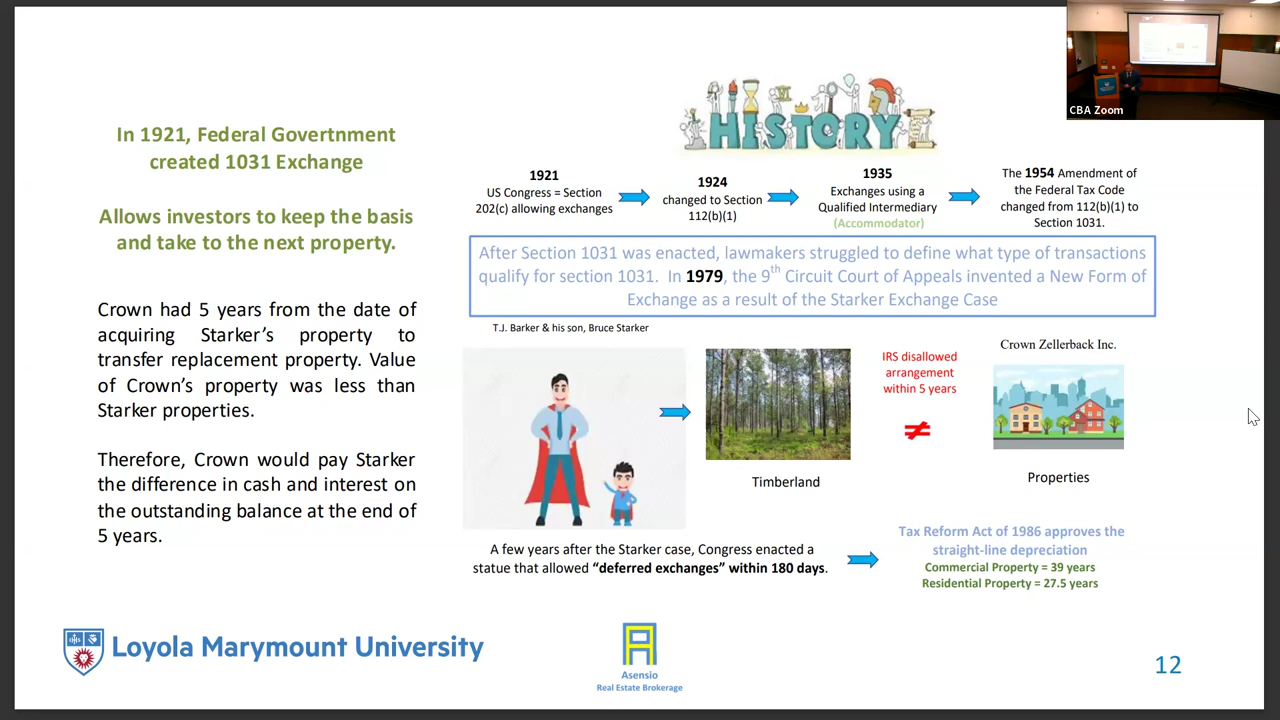 CBA Zoom
HISTORY
In 1921, Federal Govertnment
created 1031 Exchange
Allows investors to keep the basis
and take to the next property.
Crown had 5 years from the date of
acquiring Starker’s property to
transfer replacement property. Value
of Crown’s property was less than
Starker properties.
Therefore, Crown would pay Starker
the difference in cash and interest on
the outstanding balance at the end of
5 years.
1921
US Congress = Section
202(c) allowing exchanges
1924
changed to Section
112(b)(1)
1935
Exchanges using a
Qualified Intermediary
(Accommodator)
The 1954 Amendment of
the Federal Tax Code
changed from 112(b)(1) to
Section 1031.
After Section 1031 was enacted, lawmakers struggled to define what type of transactions
qualify for section 1031. In 1979, the 9th Circuit Court of Appeals invented a New Form of
Exchange as a result of the Starker Exchange Case
T.J. Barker & his son, Bruce Starker
Timberland
IRS disallowed
arrangement
within 5 years
≠
Crown Zellerback Inc.
Properties
A few years after the Starker case, Congress enacted a
statue that allowed “deferred exchanges” within 180 days.
Tax Reform Act of 1986 approves the
straight-line depreciation
Commercial Property = 39 years
Residential Property = 27.5 years
Loyola Marymount University
Asensio
Real Estate Brokerage
12